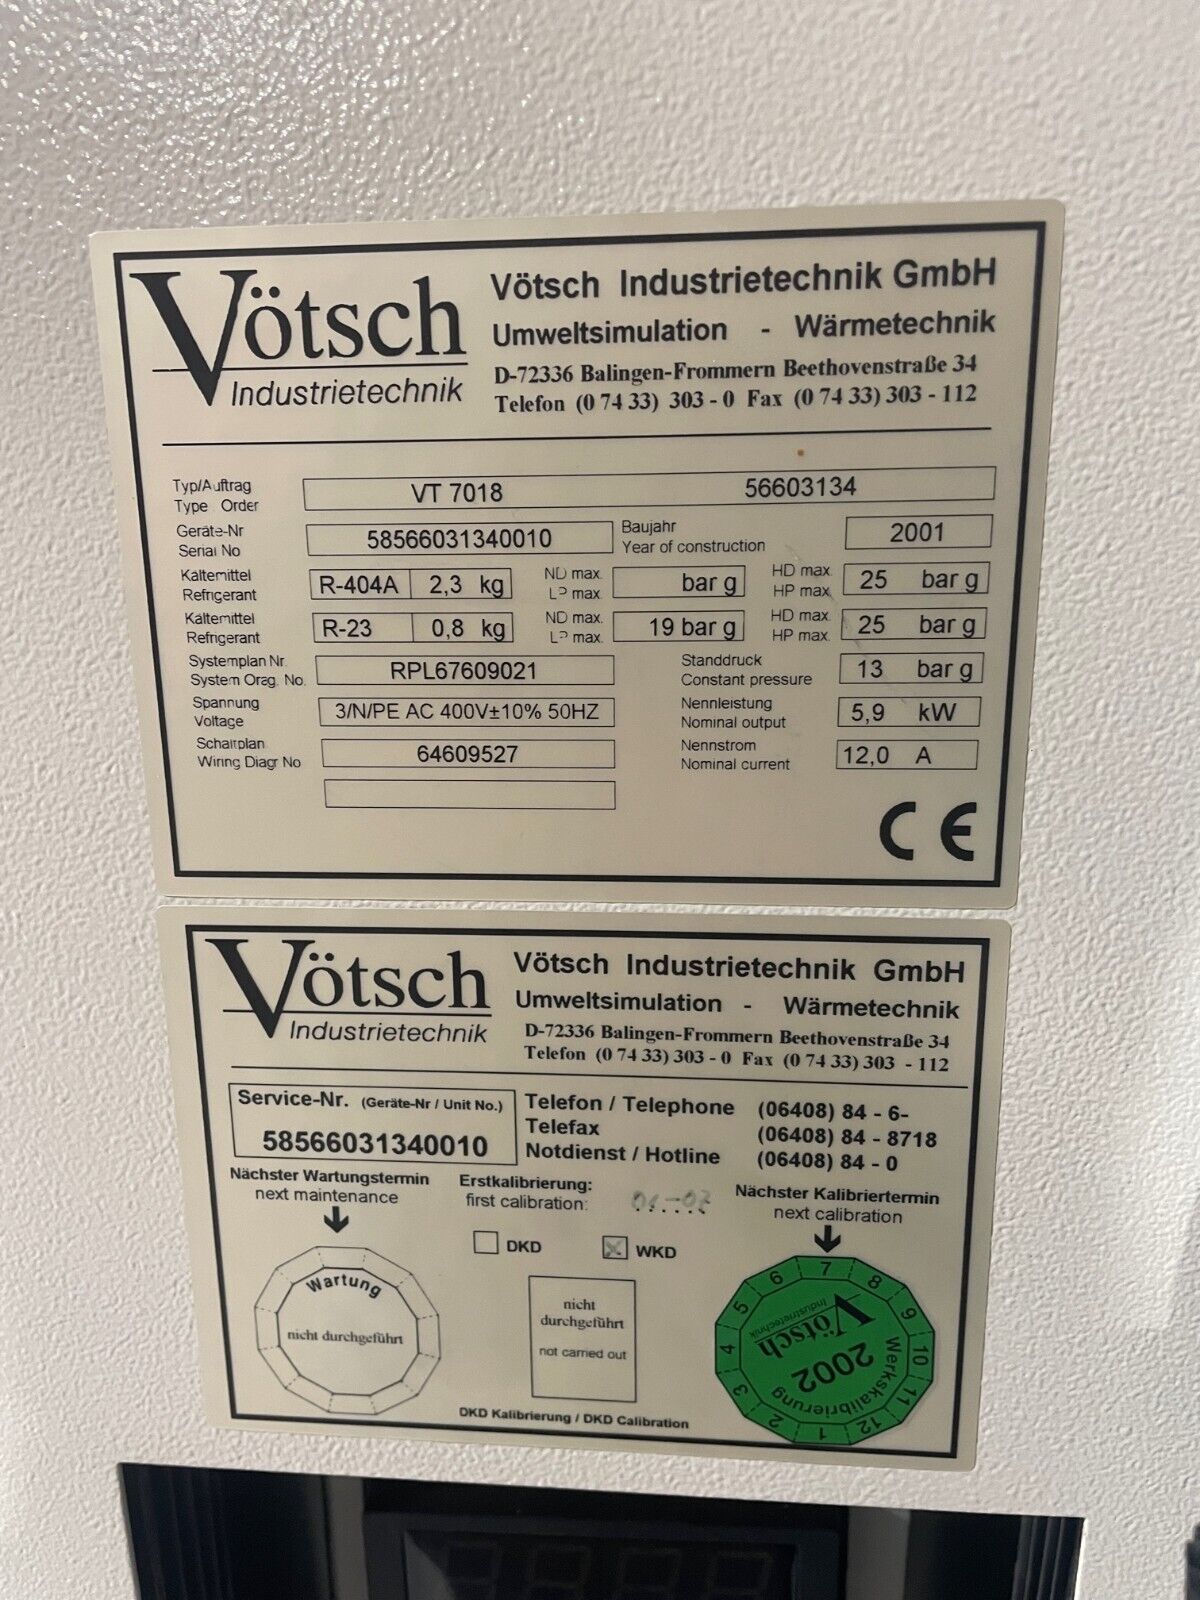 Vötsch
Industrietechnik
Vötsch Industrietechnik GmbH
Umweltsimulation - Wärmetechnik
D-72336 Balingen-Frommern Beethovenstraße 34
Telefon (0 74 33) 303 - 0 Fax (0 74 33) 303 - 112
Typ/Auftrag
Type Order
VT 7018 56603134
Geräte-Nr
Serial No
58566031340010
Baujahr
Year of construction
2001
Kältemittel
Refrigerant
R-404A 2,3 kg
ND max.
LP max.
bar g
HD max.
HP max.
25 bar g
Kältemittel
Refrigerant
R-23 0,8 kg
ND max.
LP max.
19 bar g
HD max.
HP max.
25 bar g
Systemplan Nr.
System Orag. No.
RPL67609021
Standdruck
Constant pressure
13 bar g
Spannung
Voltage
3/N/PE AC 400V±10% 50HZ
Nennleistung
Nominal output
5,9 kW
Schaltplan
Wiring Diagr No
64609527
Nennstrom
Nominal current
12,0 A
CE
Vötsch
Industrietechnik
Vötsch Industrietechnik GmbH
Umweltsimulation - Wärmetechnik
D-72336 Balingen-Frommern Beethovenstraße 34
Telefon (0 74 33) 303 - 0 Fax (0 74 33) 303 - 112
Service-Nr. (Geräte-Nr / Unit No.)
58566031340010
Telefon / Telephone (06408) 84 - 6-
Telefax (06408) 84 - 8718
Notdienst / Hotline (06408) 84 - 0
Nächster Wartungstermin
next maintenance
Erstkalibrierung:
first calibration:
Nächster Kalibriertermin
next calibration
DKD
WKD
Wartung
nicht durchgeführt
nicht
durchgeführt
not carried out
DKD Kalibrierung / DKD Calibration
1 2 3 4 5 6 7 8 9 10 11 12
Vötsch
Industrietechnik
2002
Werkskalibrierung